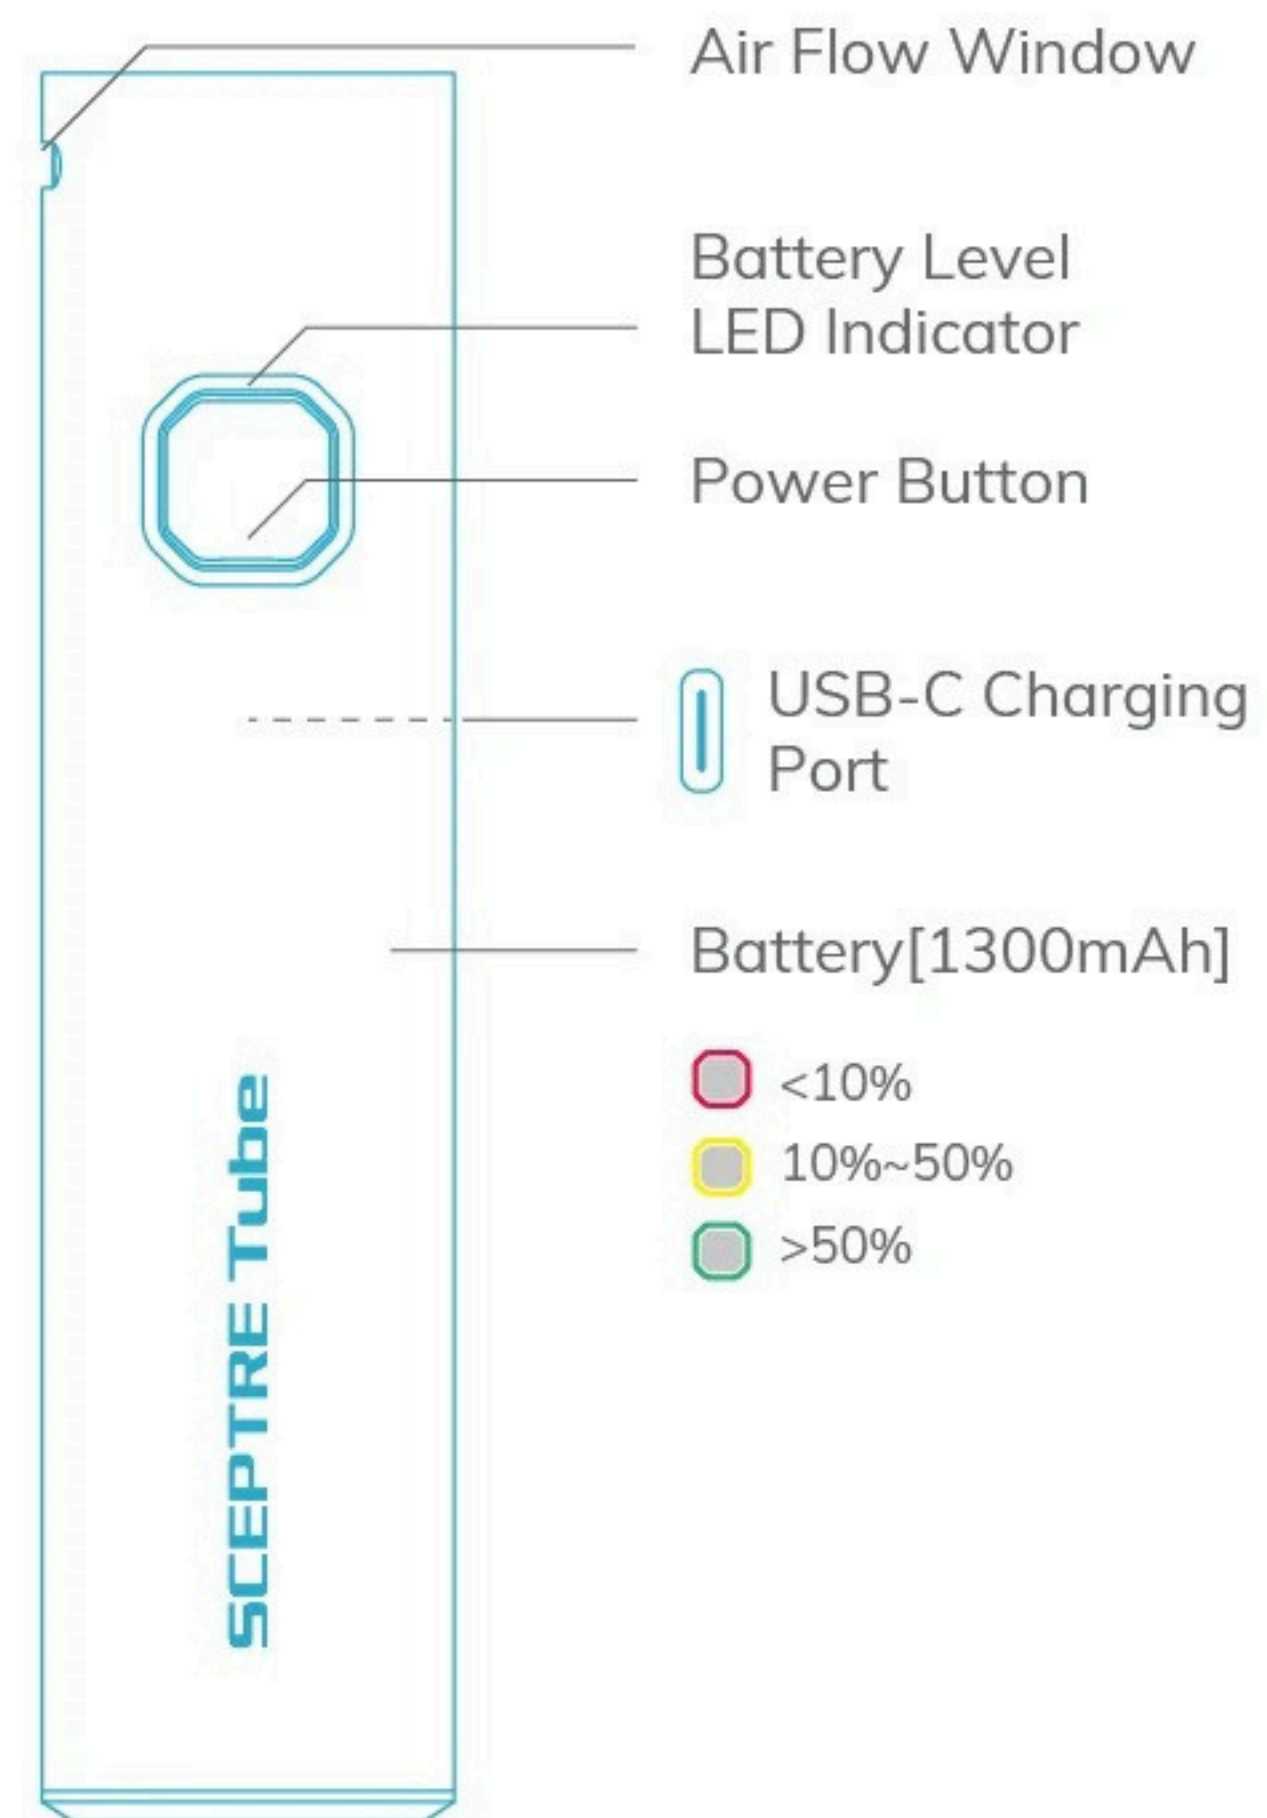 Air Flow Window
Battery Level
LED Indicator
Power Button
USB-C Charging
Port
Battery[1300mAh]
<10%
10%~50%
>50%
SCEPTRE Tube